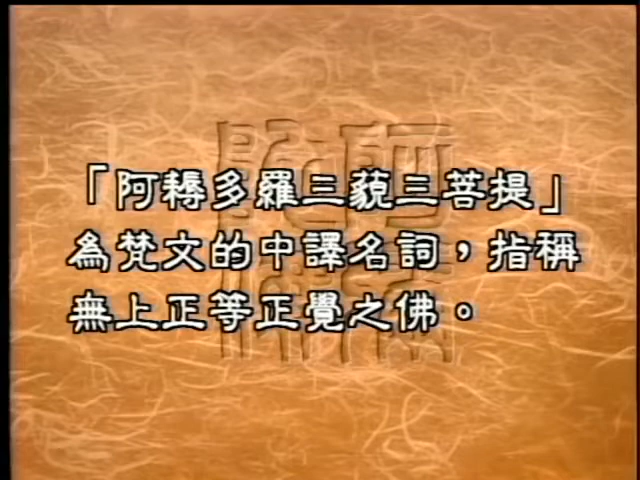 「阿耨多羅三藐三菩提」
為梵文的中譯名詞，指稱
無上正等正覺之佛。